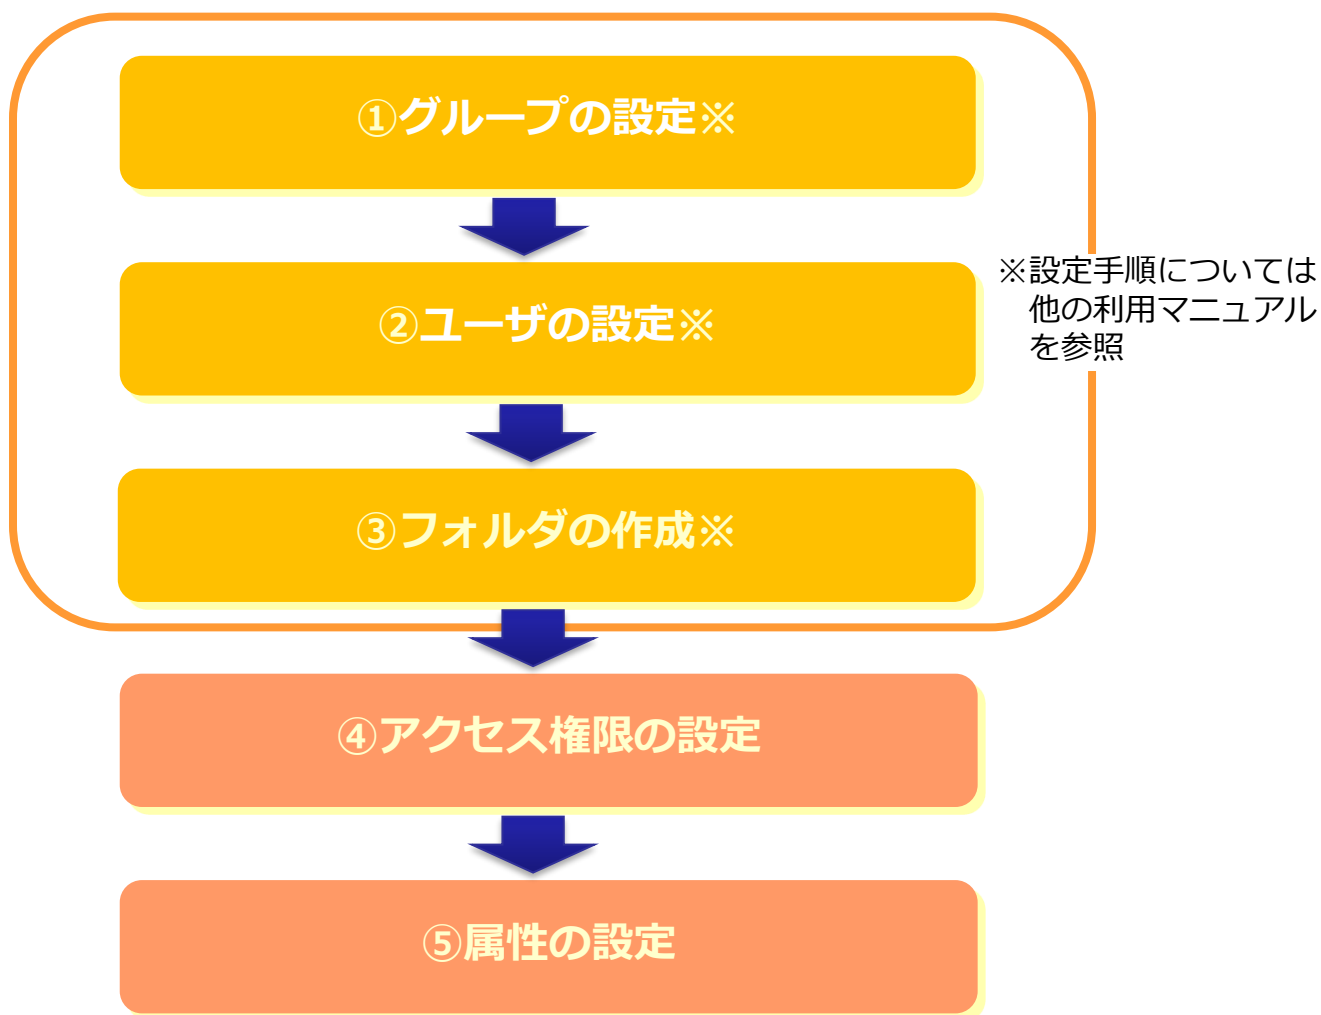 ①グループの設定※
②ユーザの設定※
※設定手順については
他の利用マニュアル
を参照
③フォルダの作成※
④アクセス権限の設定
⑤属性の設定